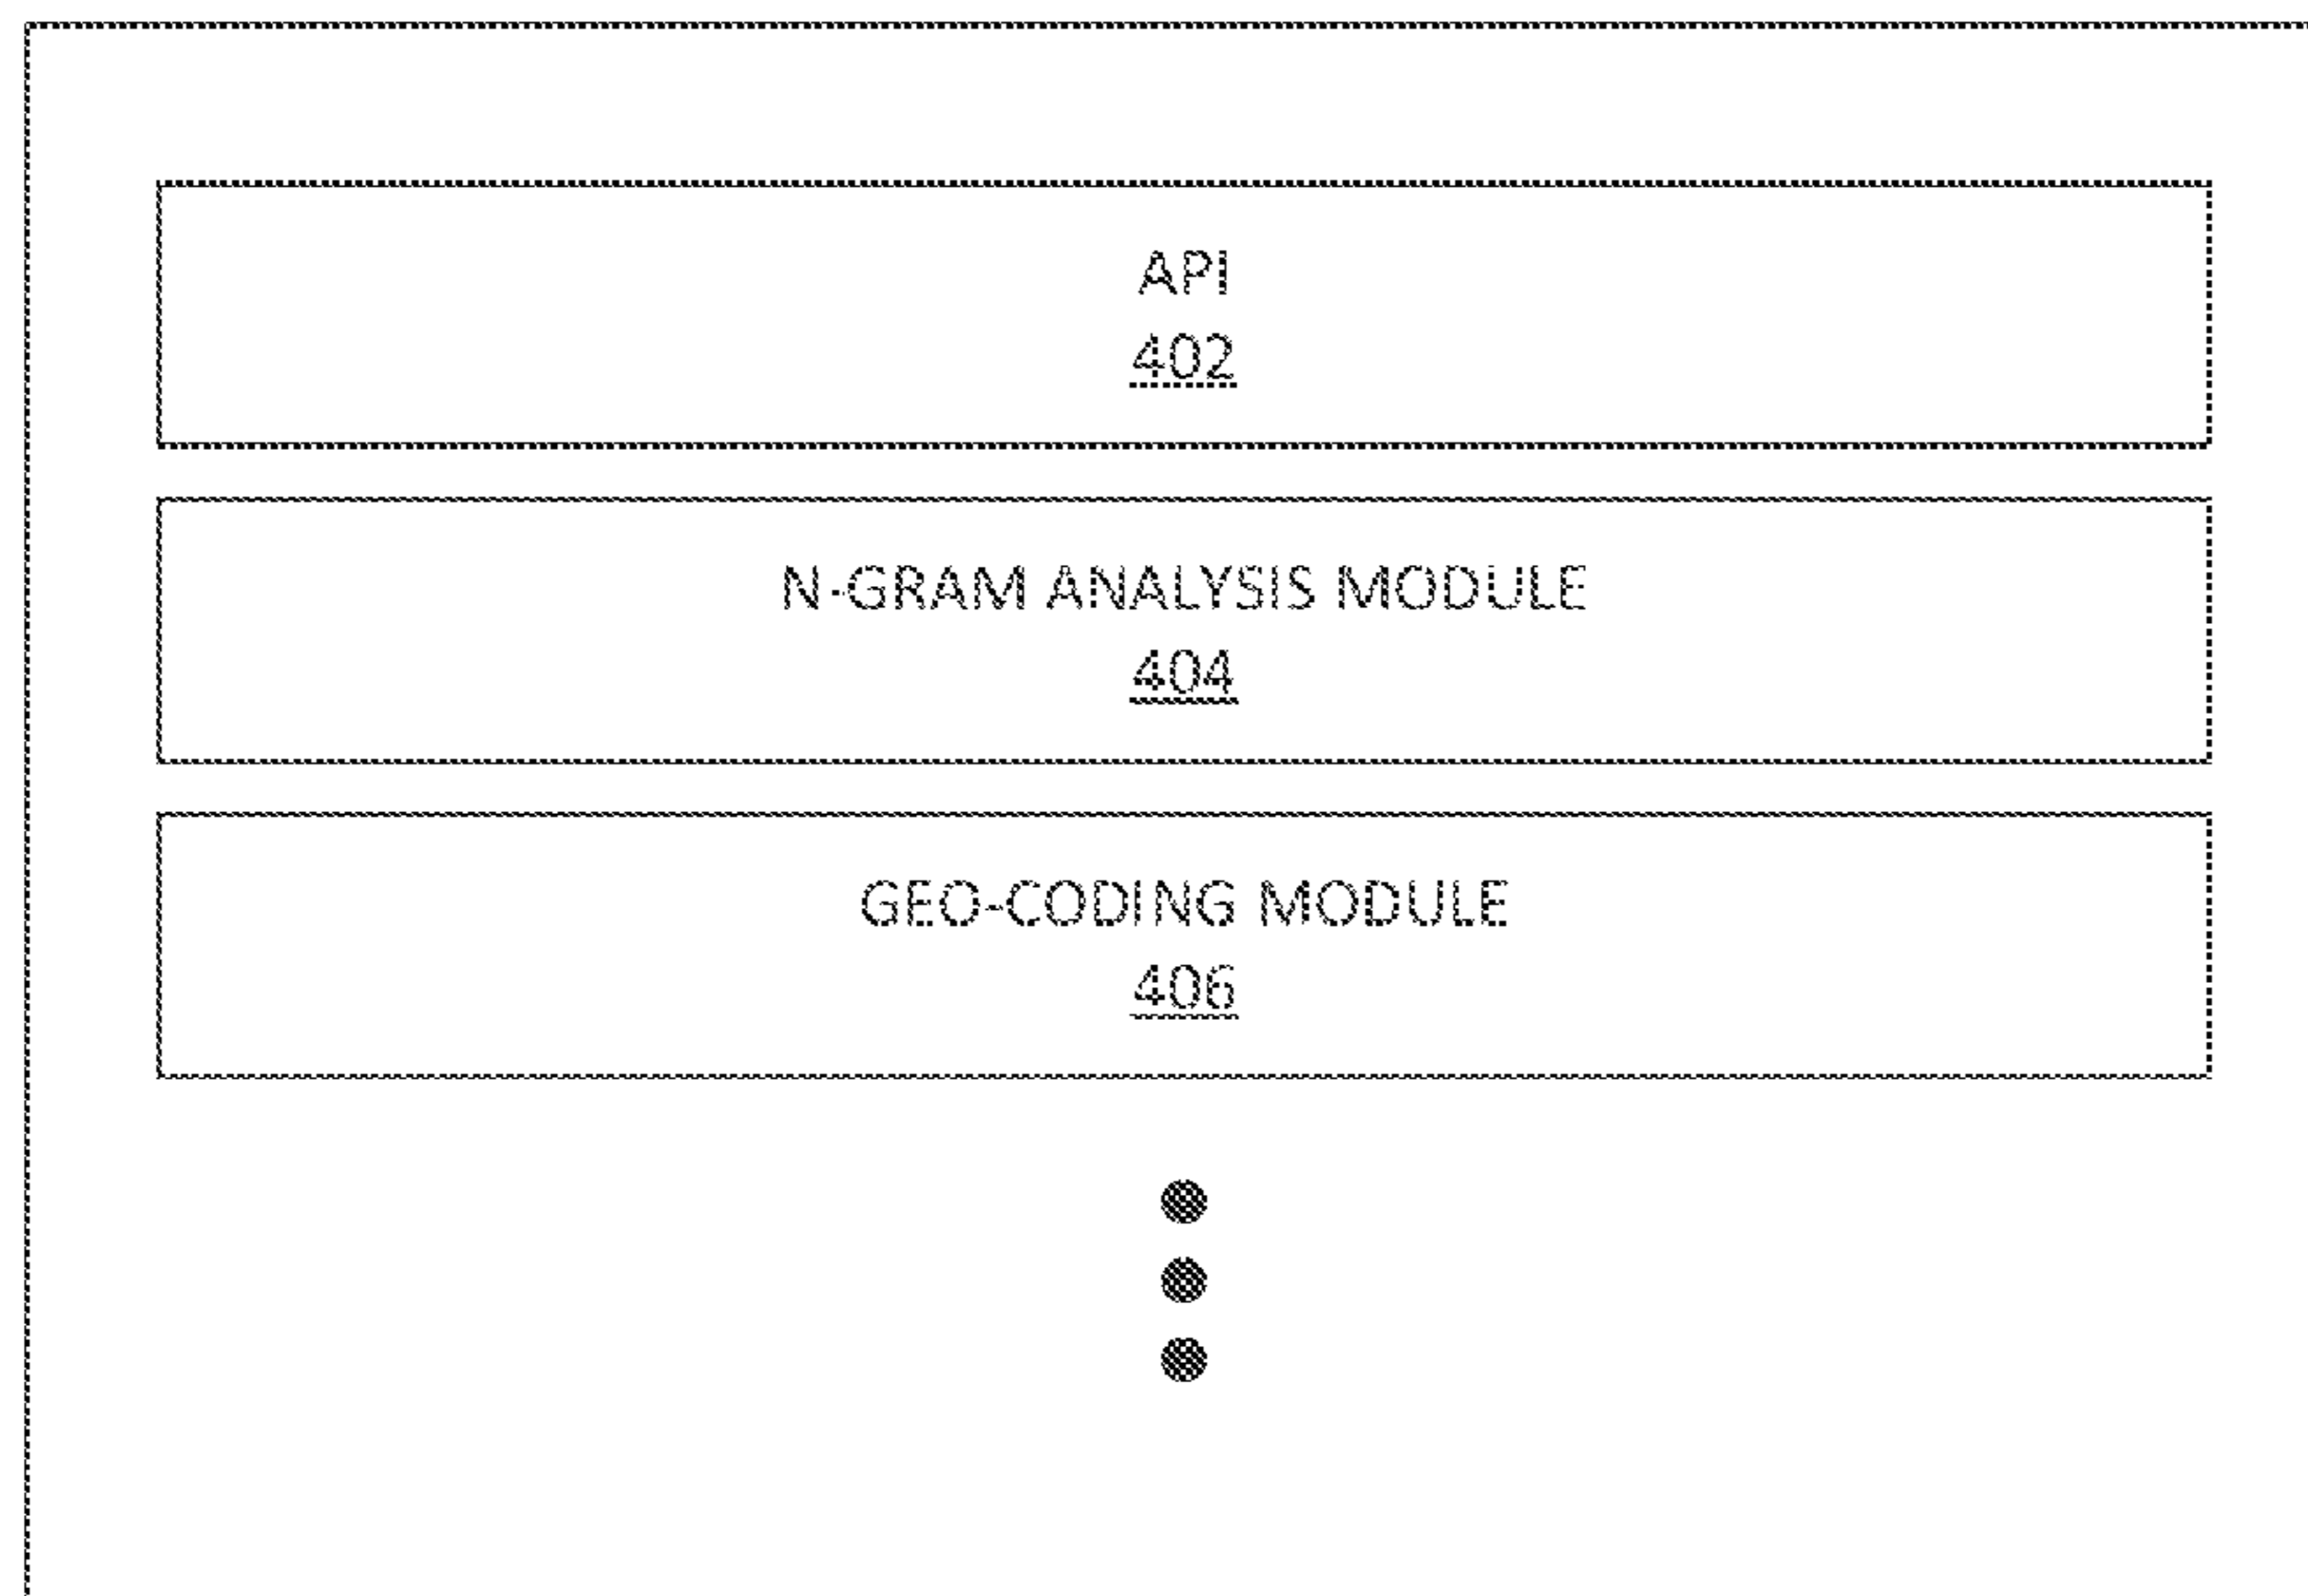 API
402
N-GRAM ANALYSIS MODULE
404
GEO-CODING MODULE
406